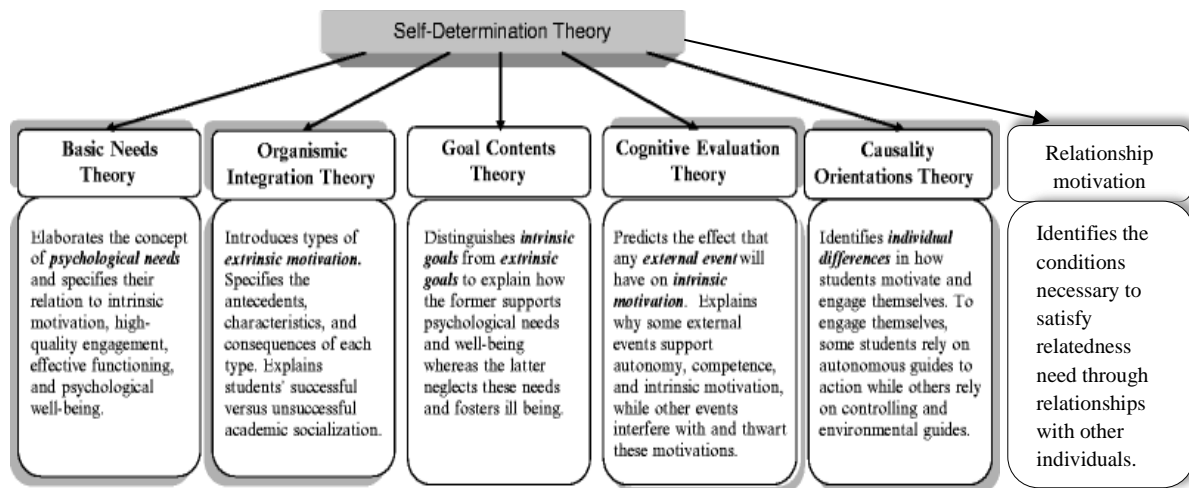 Self-Determination Theory
Basic Needs
Theory
Elaborates the concept
of psychological needs
and specifies their
relation to intrinsic
motivation, high-
quality engagement,
effective functioning,
and psychological
well-being.
Organismic
Integration Theory
Introduces types of
extrinsic motivation.
Specifies the
antecedents,
characteristics, and
consequences of each
type. Explains
students' successful
versus unsuccessful
academic socialization.
Goal Contents
Theory
Distinguishes intrinsic
goals from extrinsic
goals to explain how
the former supports
psychological needs
and well-being
whereas the latter
neglects these needs
and fosters ill being.
Cognitive Evaluation
Theory
Predicts the effect that
any external event will
have on intrinsic
motivation. Explains
why some external
events support
autonomy, competence,
and intrinsic motivation,
while other events
interfere with and thwart
these motivations.
Causality
Orientations Theory
Identifies individual
differences in how
students motivate and
engage themselves. To
engage themselves,
some students rely on
autonomous guides to
action while others rely
on controlling and
environmental guides.
Relationship
motivation
Identifies the
conditions
necessary to
satisfy
relatedness
need through
relationships
with other
individuals.